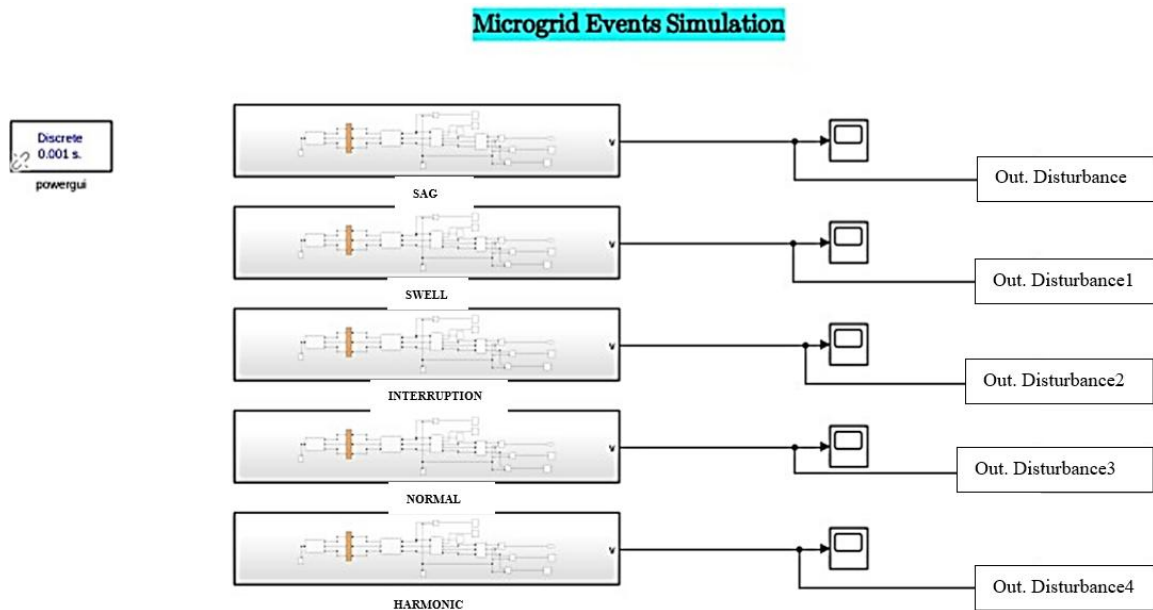 Microgrid Events Simulation
Discrete
0.001 s.
powergui
v
Out. Disturbance
SAG
v
Out. Disturbance1
SWELL
v
Out. Disturbance2
INTERRUPTION
v
Out. Disturbance3
NORMAL
v
Out. Disturbance4
HARMONIC